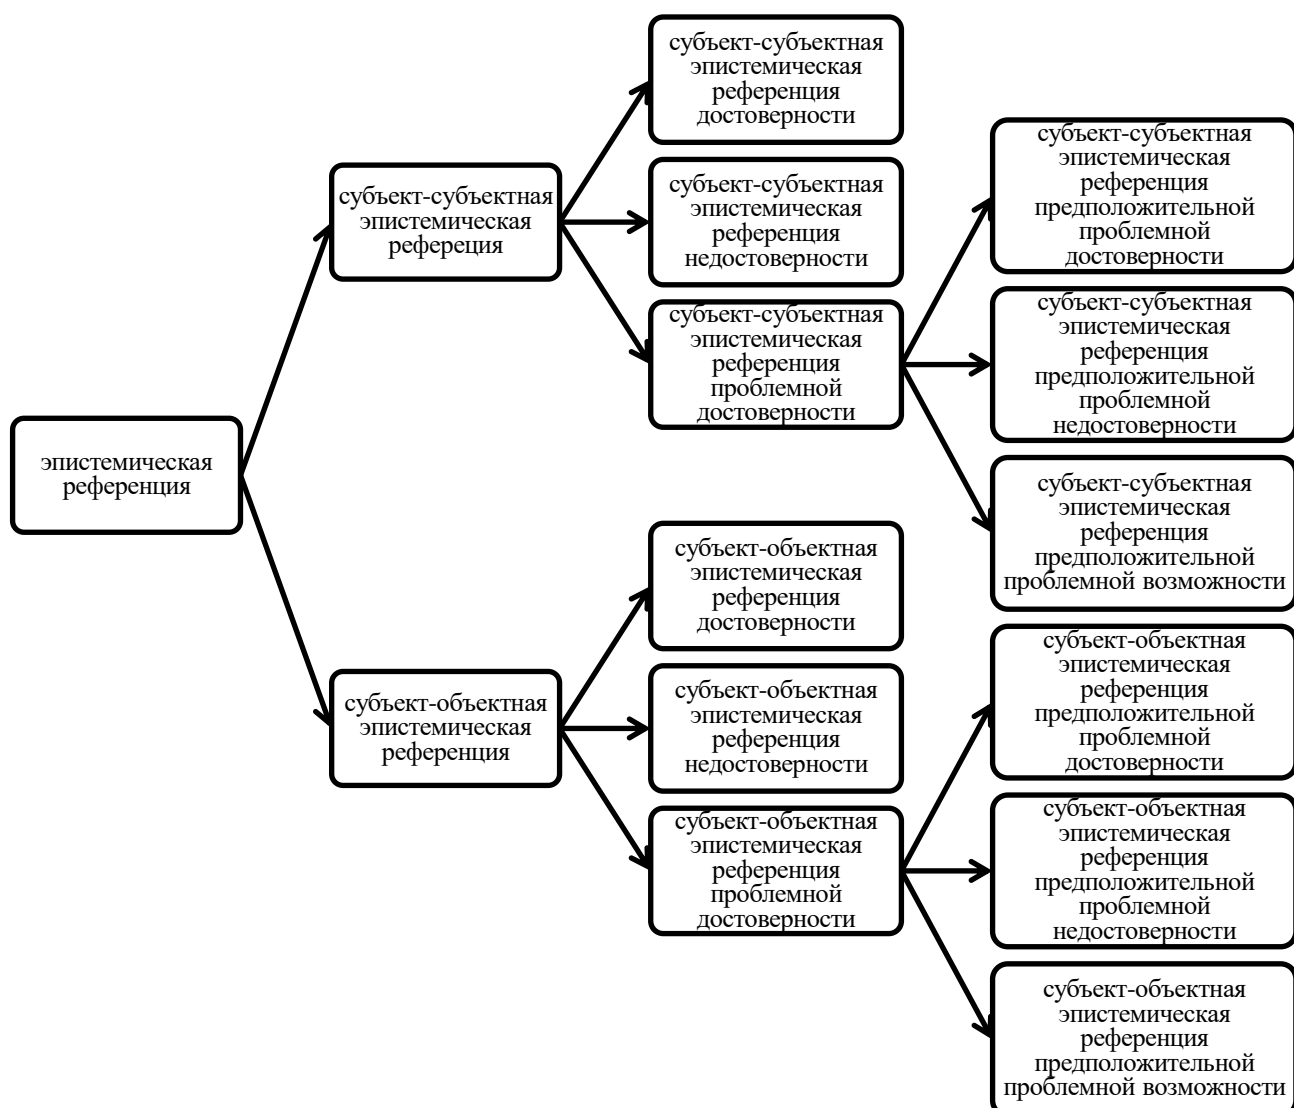 эпистемическая
референция
субъект-субъектная
эпистемическая
рефереция
субъект-субъектная
эпистемическая
референция
достоверности
субъект-субъектная
эпистемическая
референция
недостоверности
субъект-субъектная
эпистемическая
референция
проблемной
достоверности
субъект-субъектная
эпистемическая
референция
предположительной
проблемной
достоверности
субъект-субъектная
эпистемическая
референция
предположительной
проблемной
недостоверности
субъект-субъектная
эпистемическая
референция
предположительной
проблемной возможности
субъект-объектная
эпистемическая
референция
субъект-объектная
эпистемическая
референция
достоверности
субъект-объектная
эпистемическая
референция
недостоверности
субъект-объектная
эпистемическая
референция
проблемной
достоверности
субъект-объектная
эпистемическая
референция
предположительной
проблемной
достоверности
субъект-объектная
эпистемическая
референция
предположительной
проблемной
недостоверности
субъект-объектная
эпистемическая
референция
предположительной
проблемной возможности